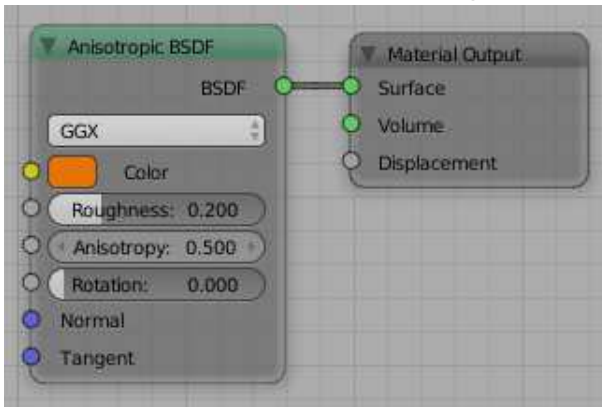 Anisotropic BSDF
BSDF
GGX
Color
Roughness: 0.200
Anisotropy: 0.500
Rotation: 0.000
Normal
Tangent
Material Output
Surface
Volume
Displacement